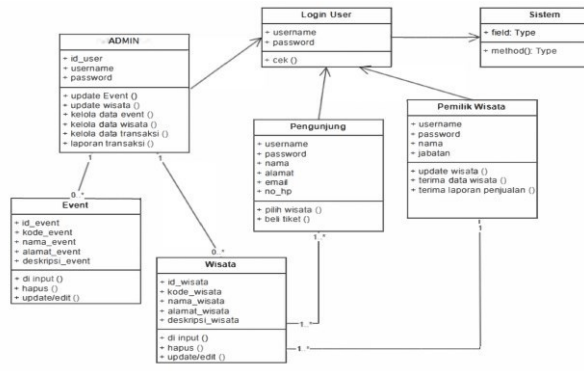 Login User
+ username
+ password
+ cek ()
Sistem
+ field: Type
+ method(): Type
ADMIN
+ id_user
+ username
+ password
+ update Event ()
+ update wisata ()
+ kelola data event ()
+ kelola data wisata ()
+ kelola data transaksi ()
+ laporan transaksi ()
1
1
Pengunjung
+ username
+ password
+ nama
+ alamat
+ email
+ no_hp
+ pilih wisata ()
+ beli tiket ()
1..*
Pemilik Wisata
+ username
+ password
+ nama
+ jabatan
+ update wisata ()
+ terima data wisata ()
+ terima laporan penjualan ()
1
0..*
Event
+ id_event
+ kode_event
+ nama_event
+ alamat_event
+ deskripsi_event
+ di input ()
+ hapus ()
+ update/edit ()
0..*
Wisata
+ id_wisata
+ kode_wisata
+ nama_wisata
+ alamat_wisata
+ deskripsi_wisata
+ di input ()
+ hapus ()
+ update/edit ()
1..*
1..*